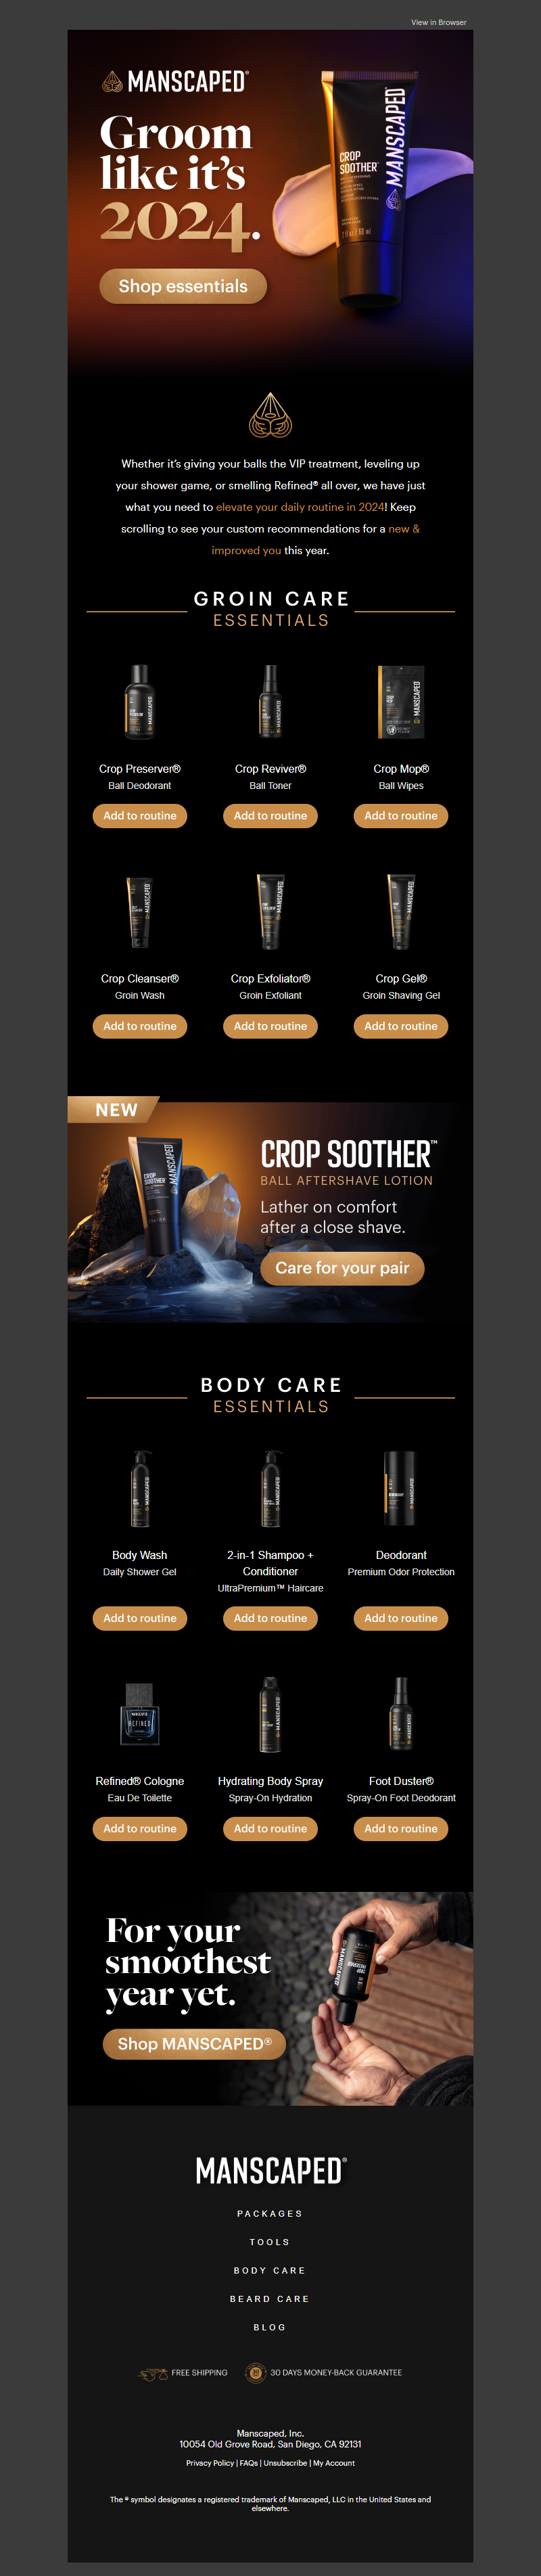 View in Browser
MANSCAPED®
Groom
like it's
2024.
Shop essentials
CROP
SOOTHER™
MANSCAPED
Whether it's giving your balls the VIP treatment, leveling up
your shower game, or smelling Refined® all over, we have just
what you need to elevate your daily routine in 2024! Keep
scrolling to see your custom recommendations for a new &
improved you this year.
GROIN CARE
ESSENTIALS
Crop Preserver® Crop Reviver® Crop Mop®
Ball Deodorant Ball Toner Ball Wipes
Add to routine Add to routine Add to routine
Crop Cleanser® Crop Exfoliator® Crop Gel®
Groin Wash Groin Exfoliant Groin Shaving Gel
Add to routine Add to routine Add to routine
NEW
CROP SOOTHER™
BALL AFTERSHAVE LOTION
Lather on comfort
after a close shave.
Care for your pair
BODY CARE
ESSENTIALS
Body Wash 2-in-1 Shampoo + Deodorant
Conditioner
Daily Shower Gel UltraPremium™ Haircare Premium Odor Protection
Add to routine Add to routine Add to routine
REFINED
Refined® Cologne Hydrating Body Spray Foot Duster®
Eau De Toilette Spray-On Hydration Spray-On Foot Deodorant
Add to routine Add to routine Add to routine
For your
smoothest
year yet.
Shop MANSCAPED®
MANSCAPED®
PACKAGES
TOOLS
BODY CARE
BEARD CARE
BLOG
FREE SHIPPING 30 DAYS MONEY-BACK GUARANTEE
Manscaped, Inc.
10054 Old Grove Road, San Diego, CA 92131
Privacy Policy | FAQs | Unsubscribe | My Account
The ® symbol designates a registered trademark of Manscaped, LLC in the United States and
elsewhere.